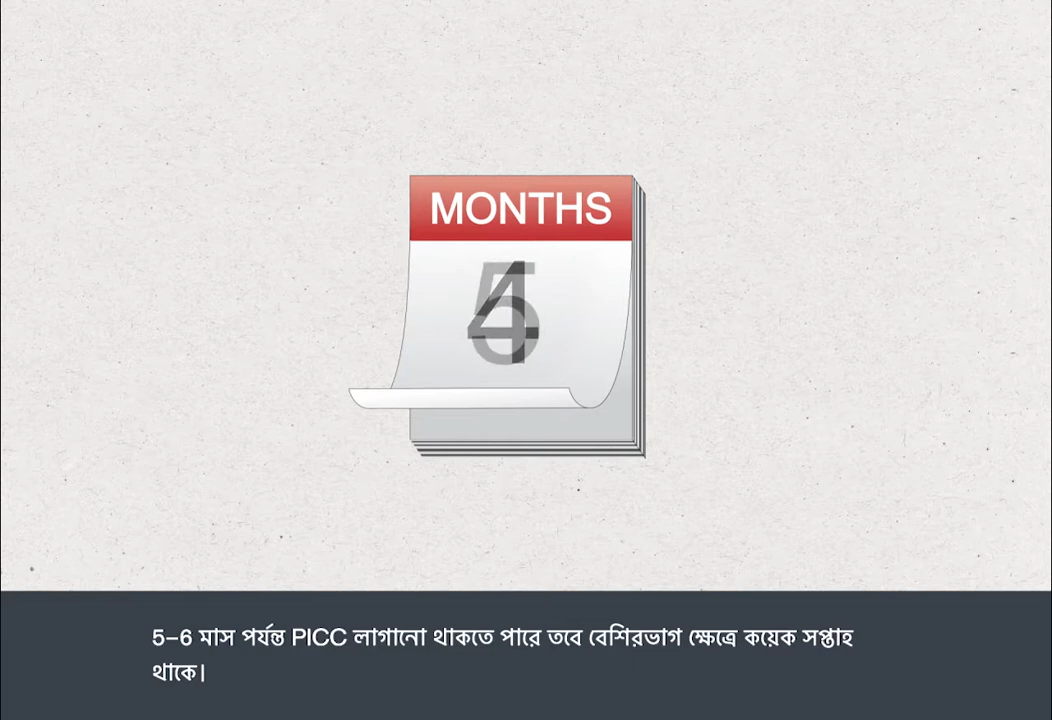 MONTHS
5–6 মাস পর্যন্ত PICC লাগানো থাকতে পারে তবে বেশিরভাগ ক্ষেত্রে কয়েক সপ্তাহ
থাকে।